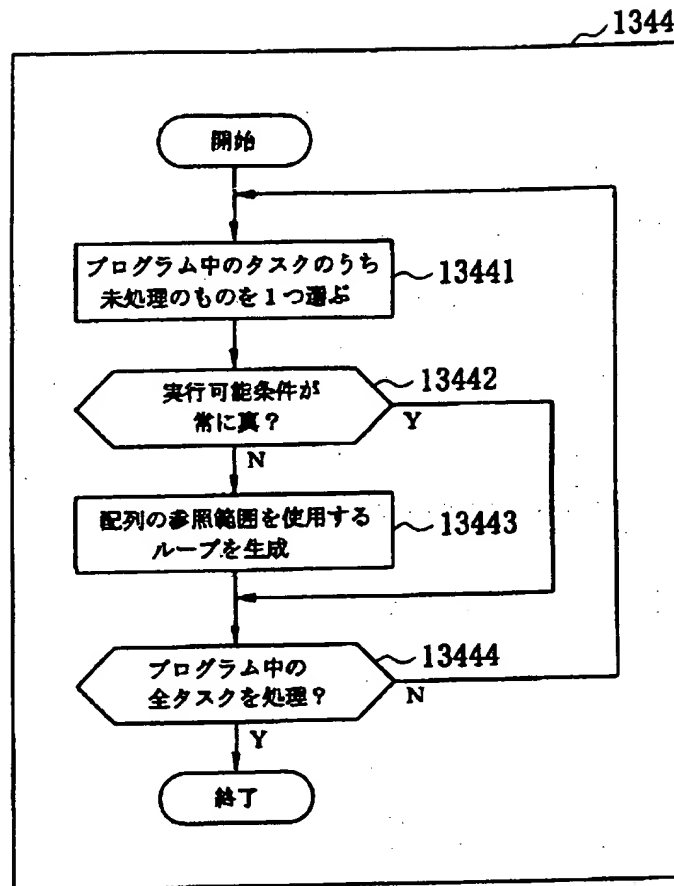 1344
開始
プログラム中のタスクのうち
未処理のものを1つ選ぶ
13441
実行可能条件が
常に真?
13442
Y
N
配列の参照範囲を使用する
ループを生成
13443
プログラム中の
全タスクを処理?
13444
N
Y
終了